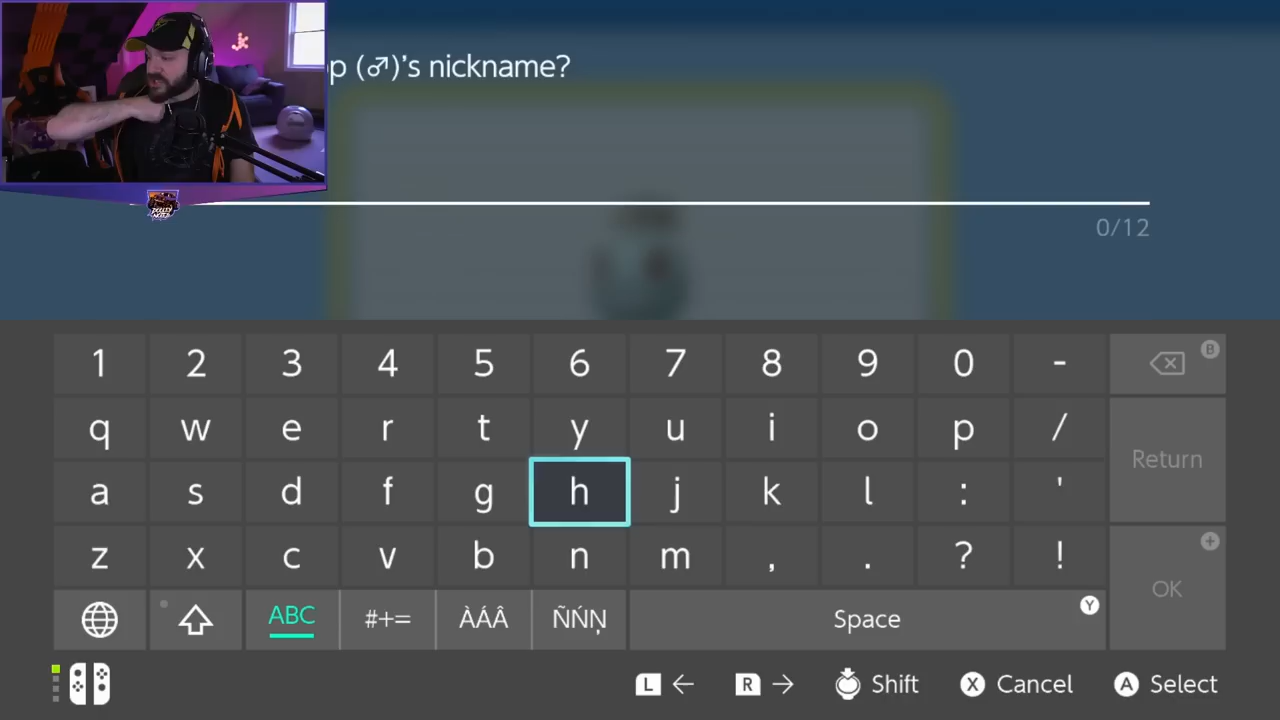 p (♂)'s nickname?
0/12
1 2 3 4 5 6 7 8 9 0 -
B
q w e r t y u i o p /
Return
a s d f g h j k l : '
z x c v b n m , . ? !
+
OK
ABC #+= ÀÁÂ ÑŃŅ Space Y
L ← R → Shift X Cancel A Select